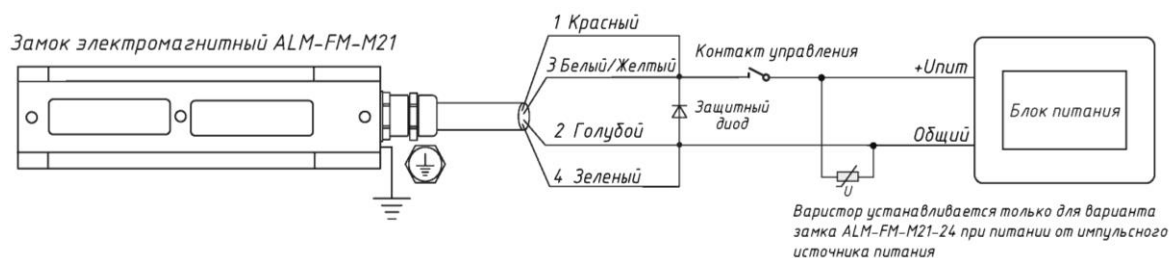 Замок электромагнитный ALM-FM-M21
1 Красный
3 Белый/Желтый
2 Голубой
4 Зеленый
Контакт управления
Защитный
диод
+Uпит
Общий
Блок питания
U
Варистор устанавливается только для варианта
замка ALM-FM-M21-24 при питании от импульсного
источника питания